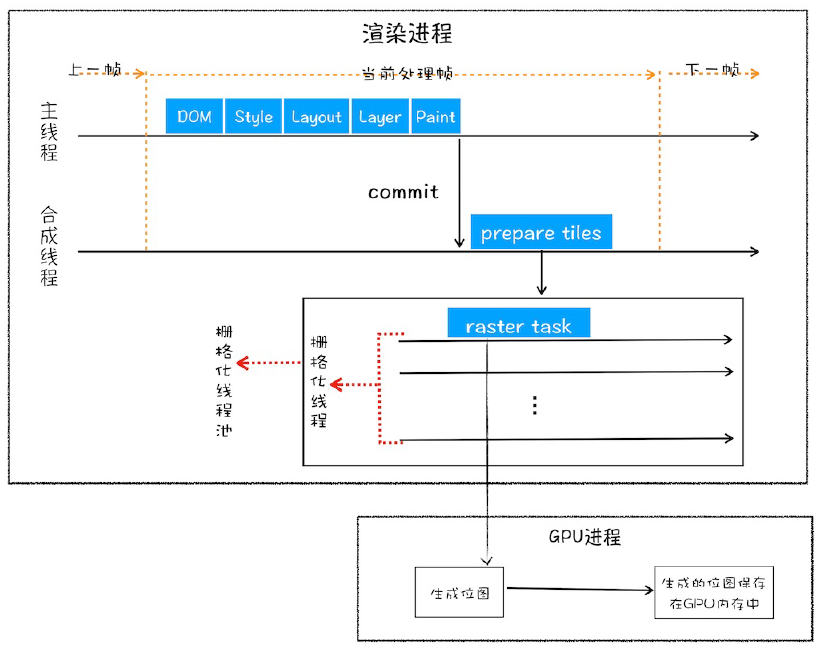 渲染进程
上一帧
当前处理帧
下一帧
主线程
DOM
Style
Layout
Layer
Paint
commit
合成线程
prepare tiles
raster task
栅格化线程池
栅格化线程
⋮
GPU进程
生成位图
生成的位图保存
在GPU内存中